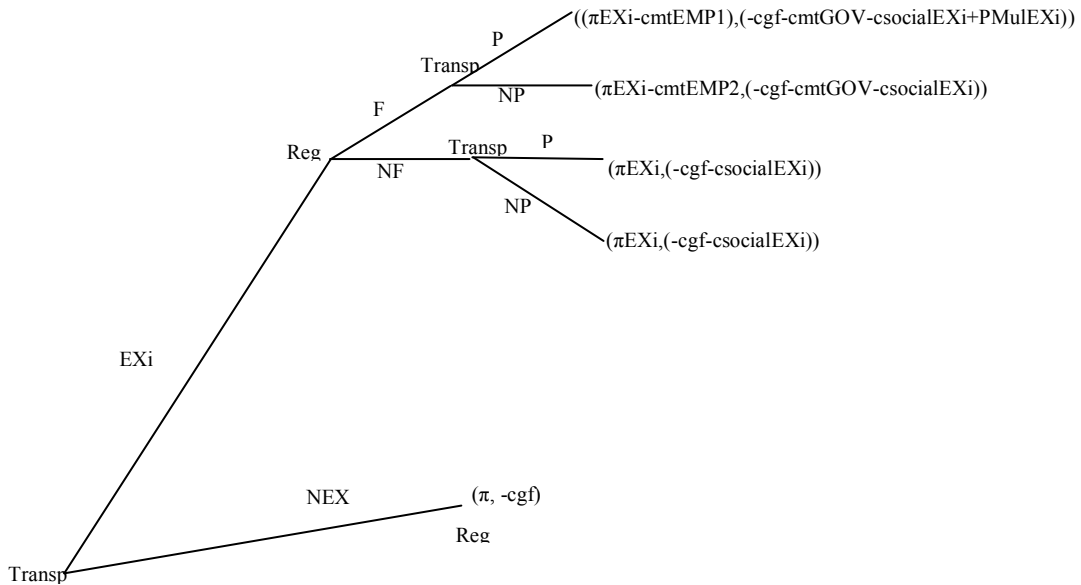 ((πEXi-cmtEMP1),(-cgf-cmtGOV-csocialEXi+PMulEXi))
P
Transp
(πEXi-cmtEMP2,(-cgf-cmtGOV-csocialEXi))
NP
F
Transp
P
Reg
NF
(πEXi,(-cgf-csocialEXi))
NP
(πEXi,(-cgf-csocialEXi))
EXi
NEX
(π, -cgf)
Reg
Transp